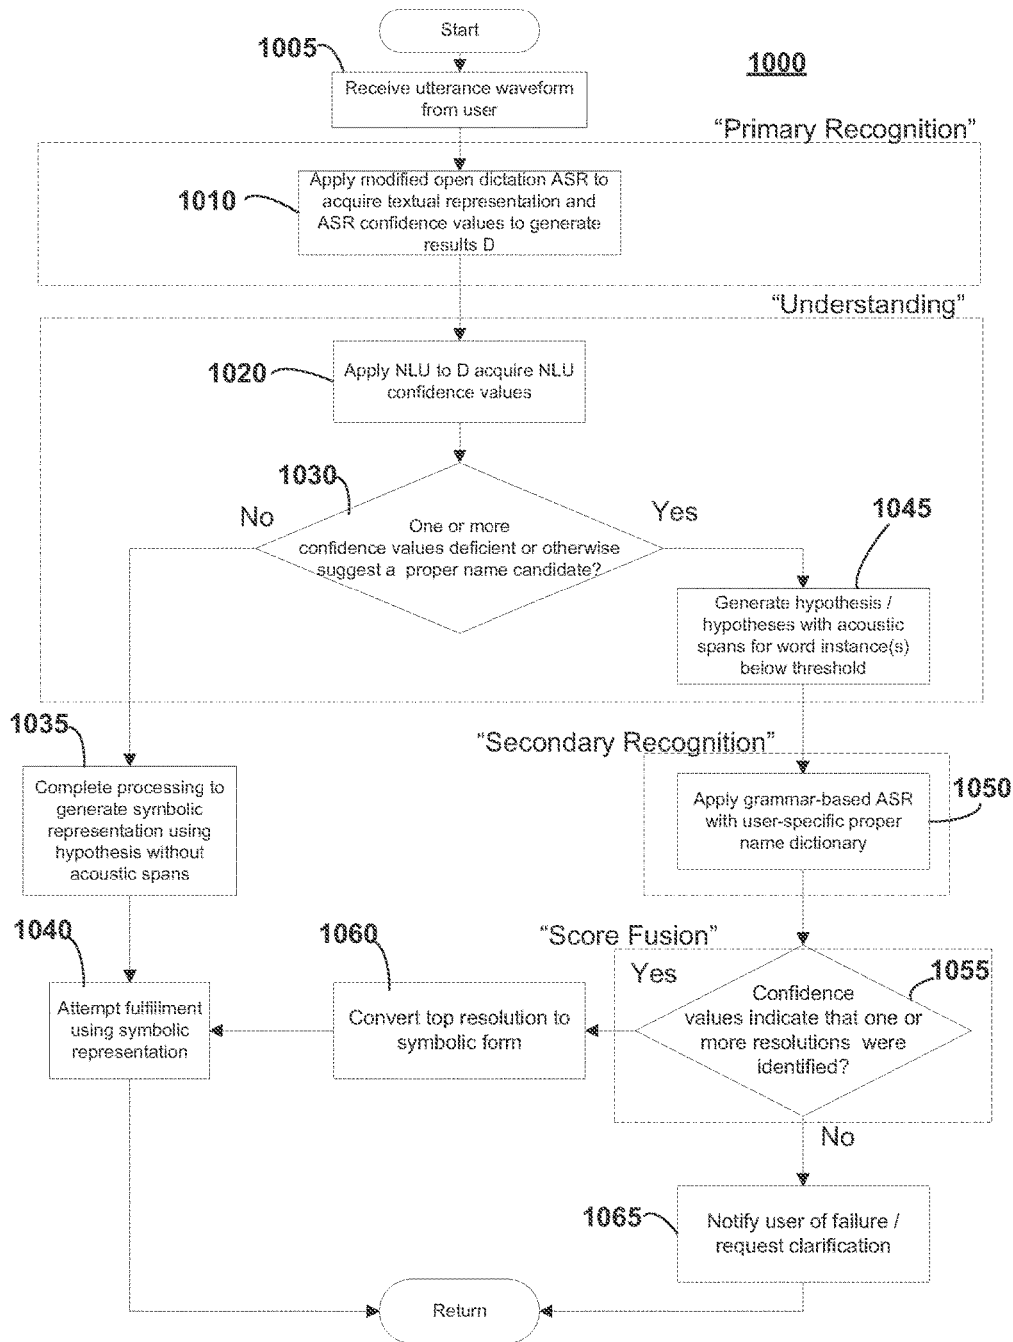 Start
1005
1000
Receive utterance waveform
from user
"Primary Recognition"
1010
Apply modified open dictation ASR to
acquire textual representation and
ASR confidence values to generate
results D
"Understanding"
1020
Apply NLU to D acquire NLU
confidence values
1030
No
Yes
One or more
confidence values deficient or otherwise
suggest a proper name candidate?
1045
Generate hypothesis /
hypotheses with acoustic
spans for word instance(s)
below threshold
1035
Complete processing to
generate symbolic
representation using
hypothesis without
acoustic spans
"Secondary Recognition"
1050
Apply grammar-based ASR
with user-specific proper
name dictionary
1040
Attempt fulfillment
using symbolic
representation
1060
Convert top resolution to
symbolic form
"Score Fusion"
Yes
1055
Confidence
values indicate that one or
more resolutions were
identified?
No
1065
Notify user of failure /
request clarification
Return